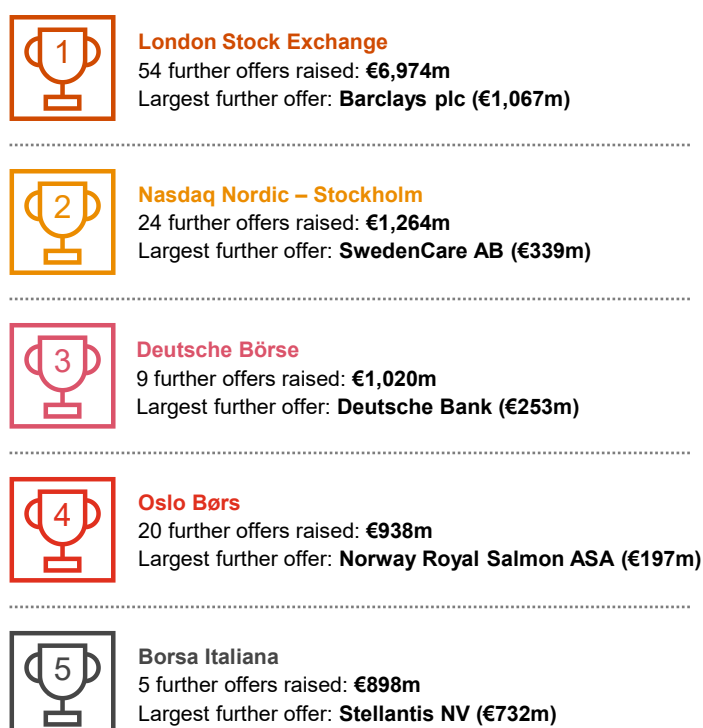 1
London Stock Exchange
54 further offers raised: €6,974m
Largest further offer: Barclays plc (€1,067m)
2
Nasdaq Nordic – Stockholm
24 further offers raised: €1,264m
Largest further offer: SwedenCare AB (€339m)
3
Deutsche Börse
9 further offers raised: €1,020m
Largest further offer: Deutsche Bank (€253m)
4
Oslo Børs
20 further offers raised: €938m
Largest further offer: Norway Royal Salmon ASA (€197m)
5
Borsa Italiana
5 further offers raised: €898m
Largest further offer: Stellantis NV (€732m)